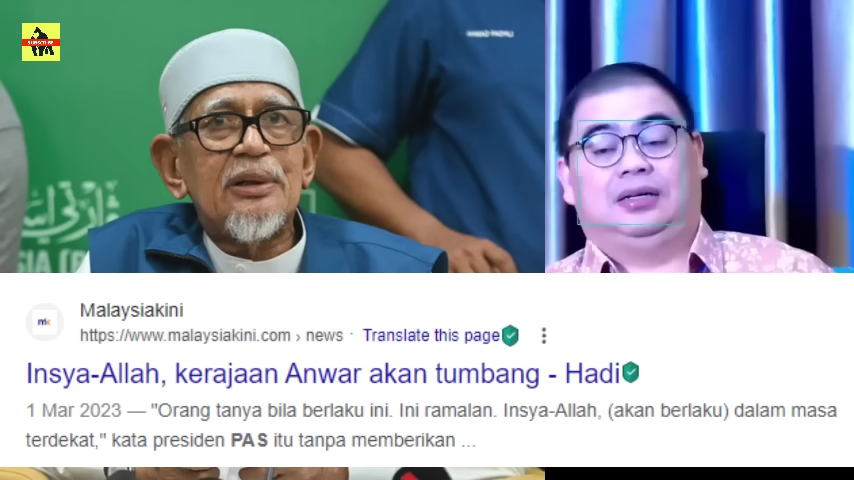 SUBSCRIBE
Malaysiakini
mk
https://www.malaysiakini.com › news · Translate this page
Insya-Allah, kerajaan Anwar akan tumbang - Hadi
1 Mar 2023 — "Orang tanya bila berlaku ini. Ini ramalan. Insya-Allah, (akan berlaku) dalam masa
terdekat," kata presiden PAS itu tanpa memberikan ...